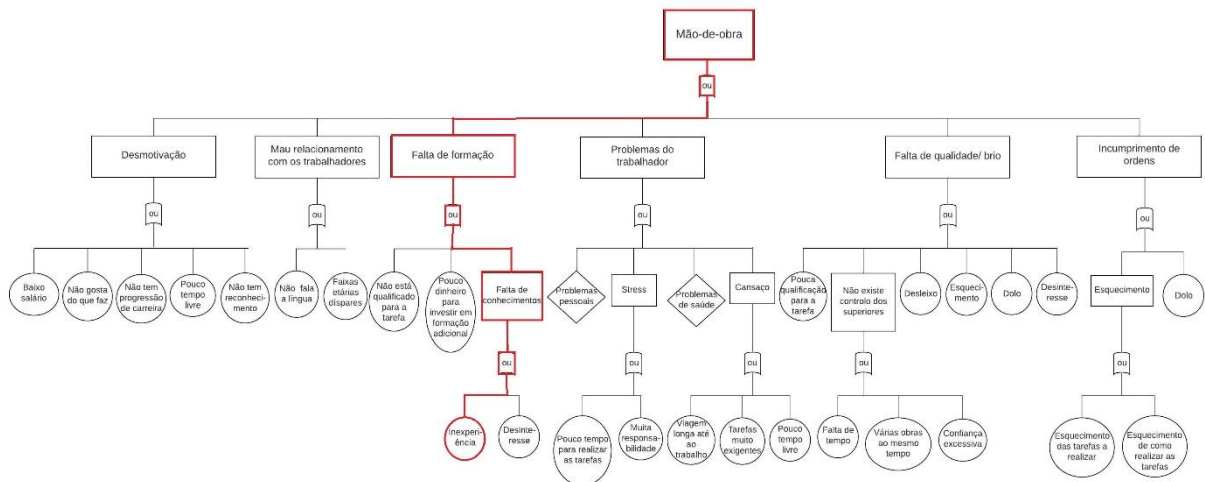 Mão-de-obra
ou
Desmotivação
Mau relacionamento
com os trabalhadores
Falta de formação
Problemas do
trabalhador
Falta de qualidade/ brio
Incumprimento de
ordens
ou
ou
ou
ou
ou
ou
Baixo
salário
Não gosta
do que faz
Não tem
progressão
de carreira
Pouco
tempo
livre
Não tem
reconheci-
mento
Não fala
a língua
Faixas
etárias
díspares
Não está
qualificado
para a
tarefa
Pouco
dinheiro
para
investir em
formação
adicional
Falta de
conhecimentos
Problemas
pessoais
Stress
Problemas
de saúde
Cansaço
Pouca
qualificação
para a
tarefa
Não existe
controlo dos
superiores
Desleixo
Esqueci-
mento
Dolo
Desinte-
resse
Esquecimento
Dolo
ou
ou
ou
ou
ou
Inexperi-
ência
Desinte-
resse
Pouco tempo
para realizar
as tarefas
Muita
responsa-
bilidade
Viagem
longa até
ao
trabalho
Tarefas
muito
exigentes
Pouco
tempo
livre
Falta de
tempo
Várias obras
ao mesmo
tempo
Confiança
excessiva
Esquecimento
das tarefas a
realizar
Esquecimento
de como
realizar as
tarefas